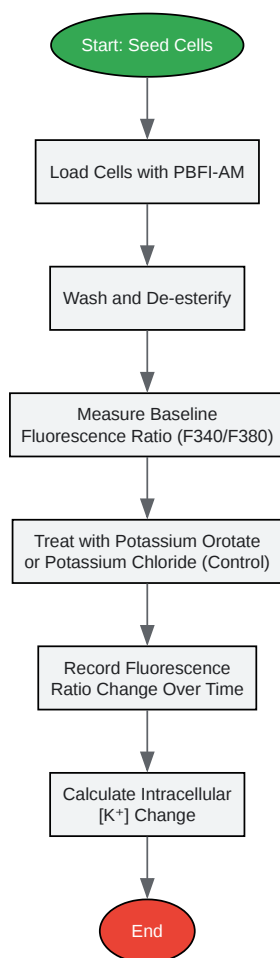 Start: Seed Cells
Load Cells with PBFI-AM
Wash and De-esterify
Measure Baseline
Fluorescence Ratio (F340/F380)
Treat with Potassium Orotate
or Potassium Chloride (Control)
Record Fluorescence
Ratio Change Over Time
Calculate Intracellular
[K⁺] Change
End